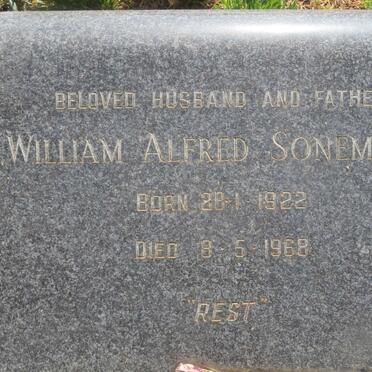 BELOVED HUSBAND AND FATHE
WILLIAM ALFRED SONEM
BORN 28-1 1922
DIED 8-5-1968
"REST"